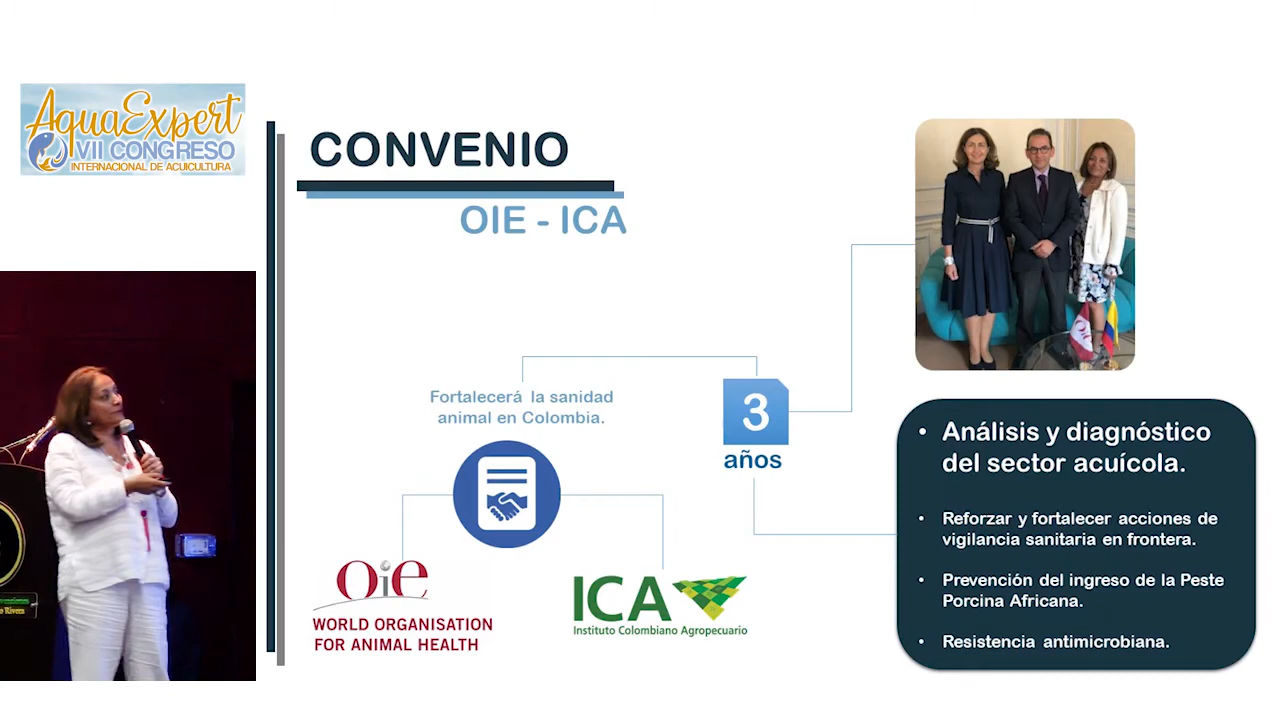 AquaExpert
VII CONGRESO
INTERNACIONAL DE ACUICULTURA
CONVENIO
OIE - ICA
Fortalecerá la sanidad
animal en Colombia.
3
años
Oie
WORLD ORGANISATION
FOR ANIMAL HEALTH
ICA
Instituto Colombiano Agropecuario
• Análisis y diagnóstico
del sector acuícola.
• Reforzar y fortalecer acciones de
vigilancia sanitaria en frontera.
• Prevención del ingreso de la Peste
Porcina Africana.
• Resistencia antimicrobiana.